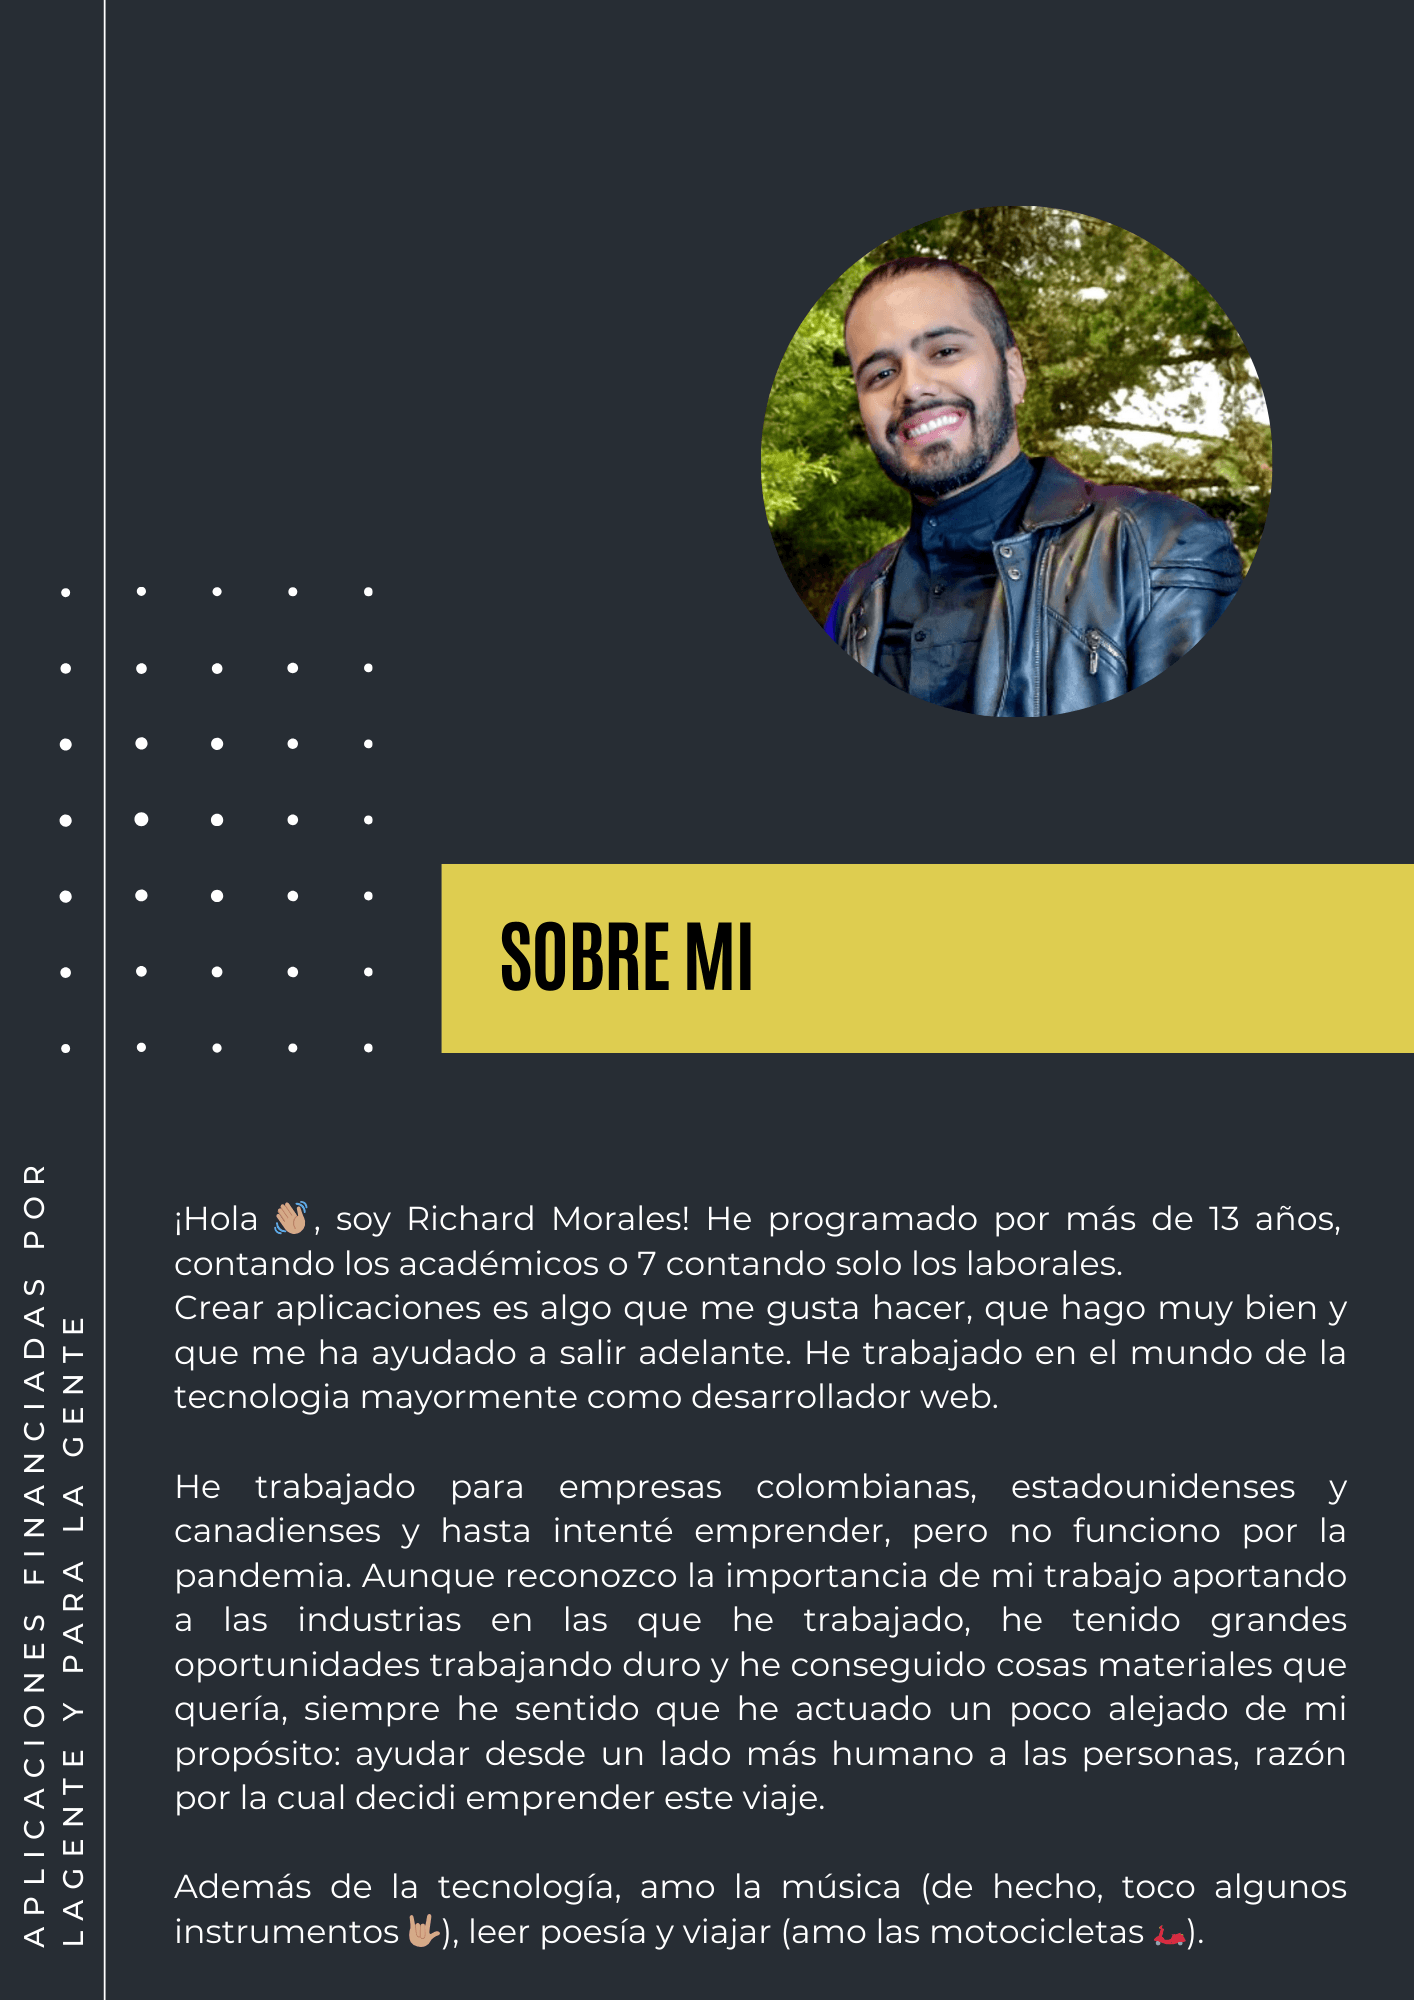 SOBRE MI
¡Hola 👋🏼, soy Richard Morales! He programado por más de 13 años,
contando los académicos o 7 contando solo los laborales.
Crear aplicaciones es algo que me gusta hacer, que hago muy bien y
que me ha ayudado a salir adelante. He trabajado en el mundo de la
tecnologia mayormente como desarrollador web.
He trabajado para empresas colombianas, estadounidenses y
canadienses y hasta intenté emprender, pero no funciono por la
pandemia. Aunque reconozco la importancia de mi trabajo aportando
a las industrias en las que he trabajado, he tenido grandes
oportunidades trabajando duro y he conseguido cosas materiales que
quería, siempre he sentido que he actuado un poco alejado de mi
propósito: ayudar desde un lado más humano a las personas, razón
por la cual decidi emprender este viaje.
Además de la tecnología, amo la música (de hecho, toco algunos
instrumentos 🤟🏼), leer poesía y viajar (amo las motocicletas 🛵).
APLICACIONES FINANCIADAS POR
LAGENTE Y PARA LA GENTE